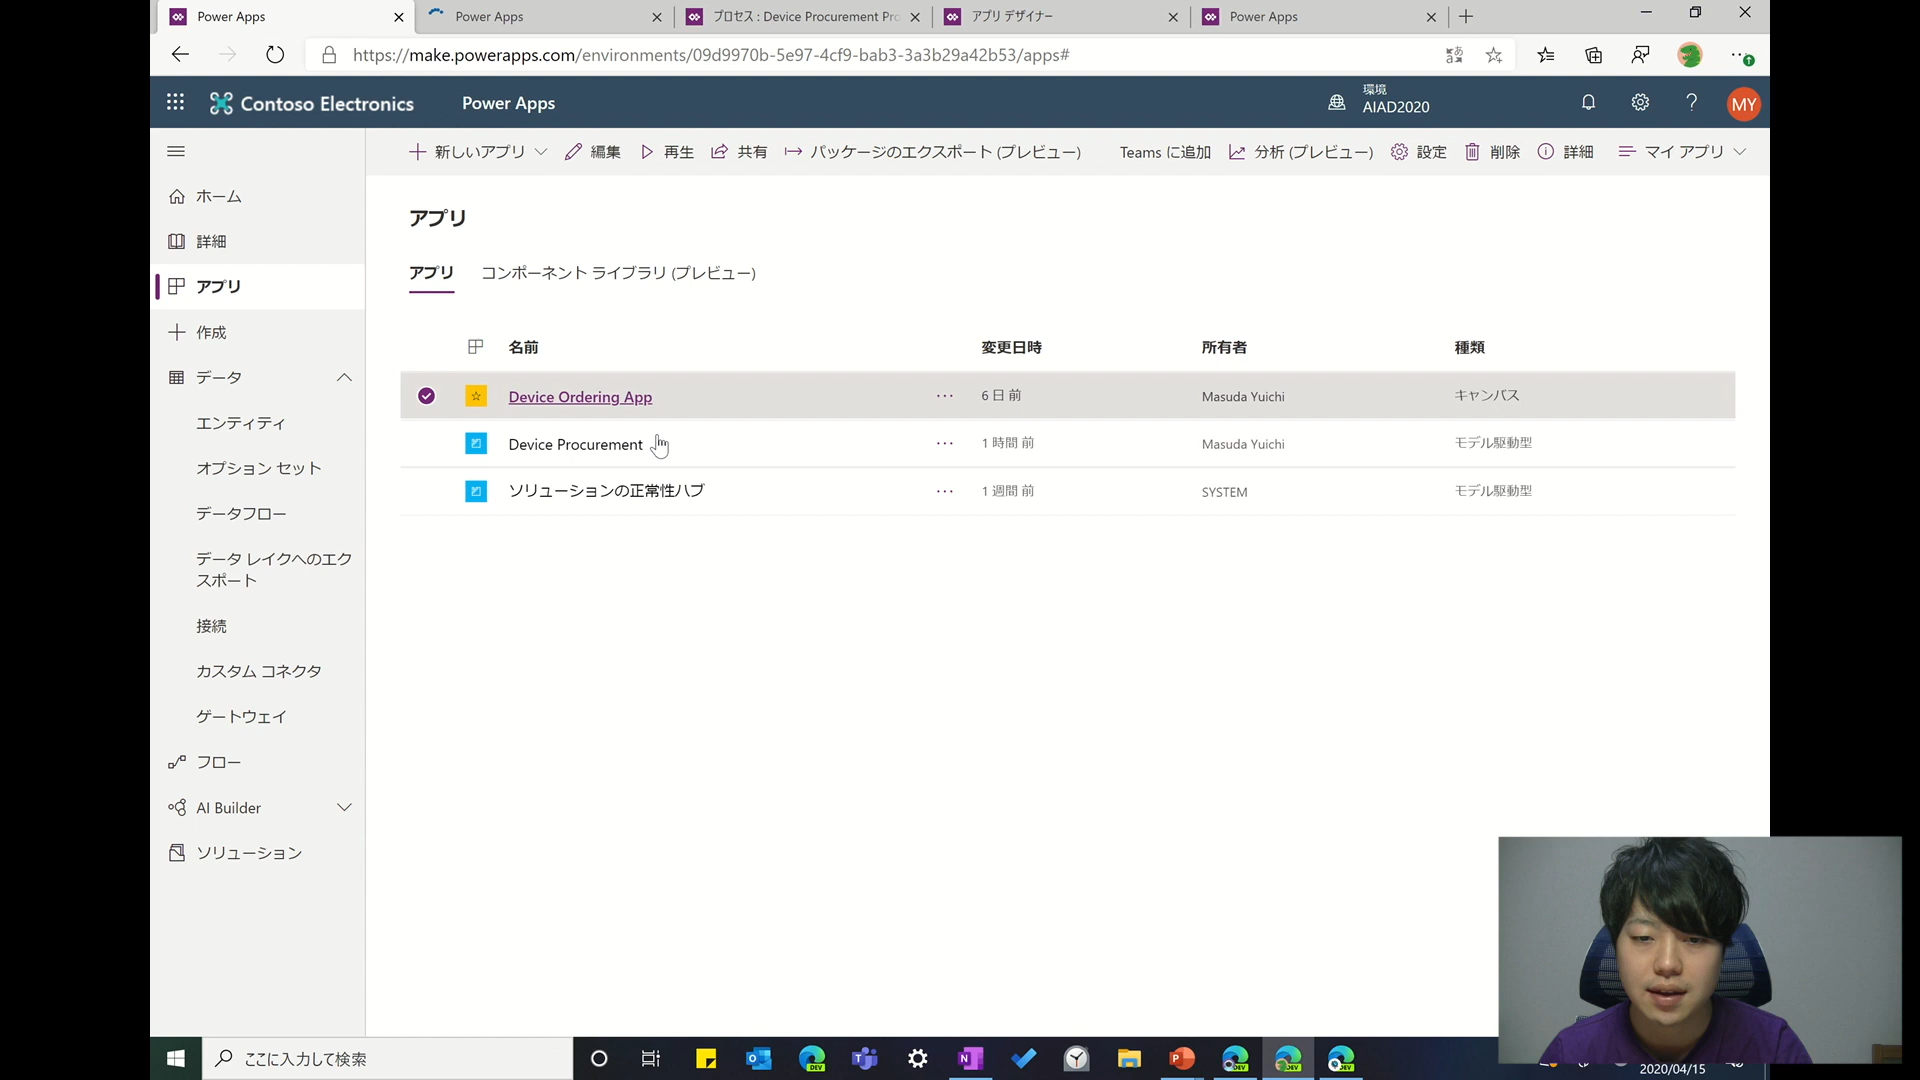 Power Apps
Power Apps
プロセス : Device Procurement Pro
アプリ デザイナー
Power Apps
https://make.powerapps.com/environments/09d9970b-5e97-4cf9-bab3-3a3b29a42b53/apps#
Contoso Electronics
Power Apps
環境
AIAD2020
MY
新しいアプリ
編集
再生
共有
パッケージのエクスポート (プレビュー)
Teams に追加
分析 (プレビュー)
設定
削除
詳細
マイ アプリ
ホーム
詳細
アプリ
作成
データ
エンティティ
オプション セット
データフロー
データ レイクへのエク
スポート
接続
カスタム コネクタ
ゲートウェイ
フロー
AI Builder
ソリューション
アプリ
アプリ
コンポーネント ライブラリ (プレビュー)
名前
変更日時
所有者
種類
Device Ordering App
6 日 前
Masuda Yuichi
キャンバス
Device Procurement
1 時間 前
Masuda Yuichi
モデル駆動型
ソリューションの正常性ハブ
1 週間 前
SYSTEM
モデル駆動型
ここに入力して検索
DEV
DEV
DEV
DEV
2020/04/15